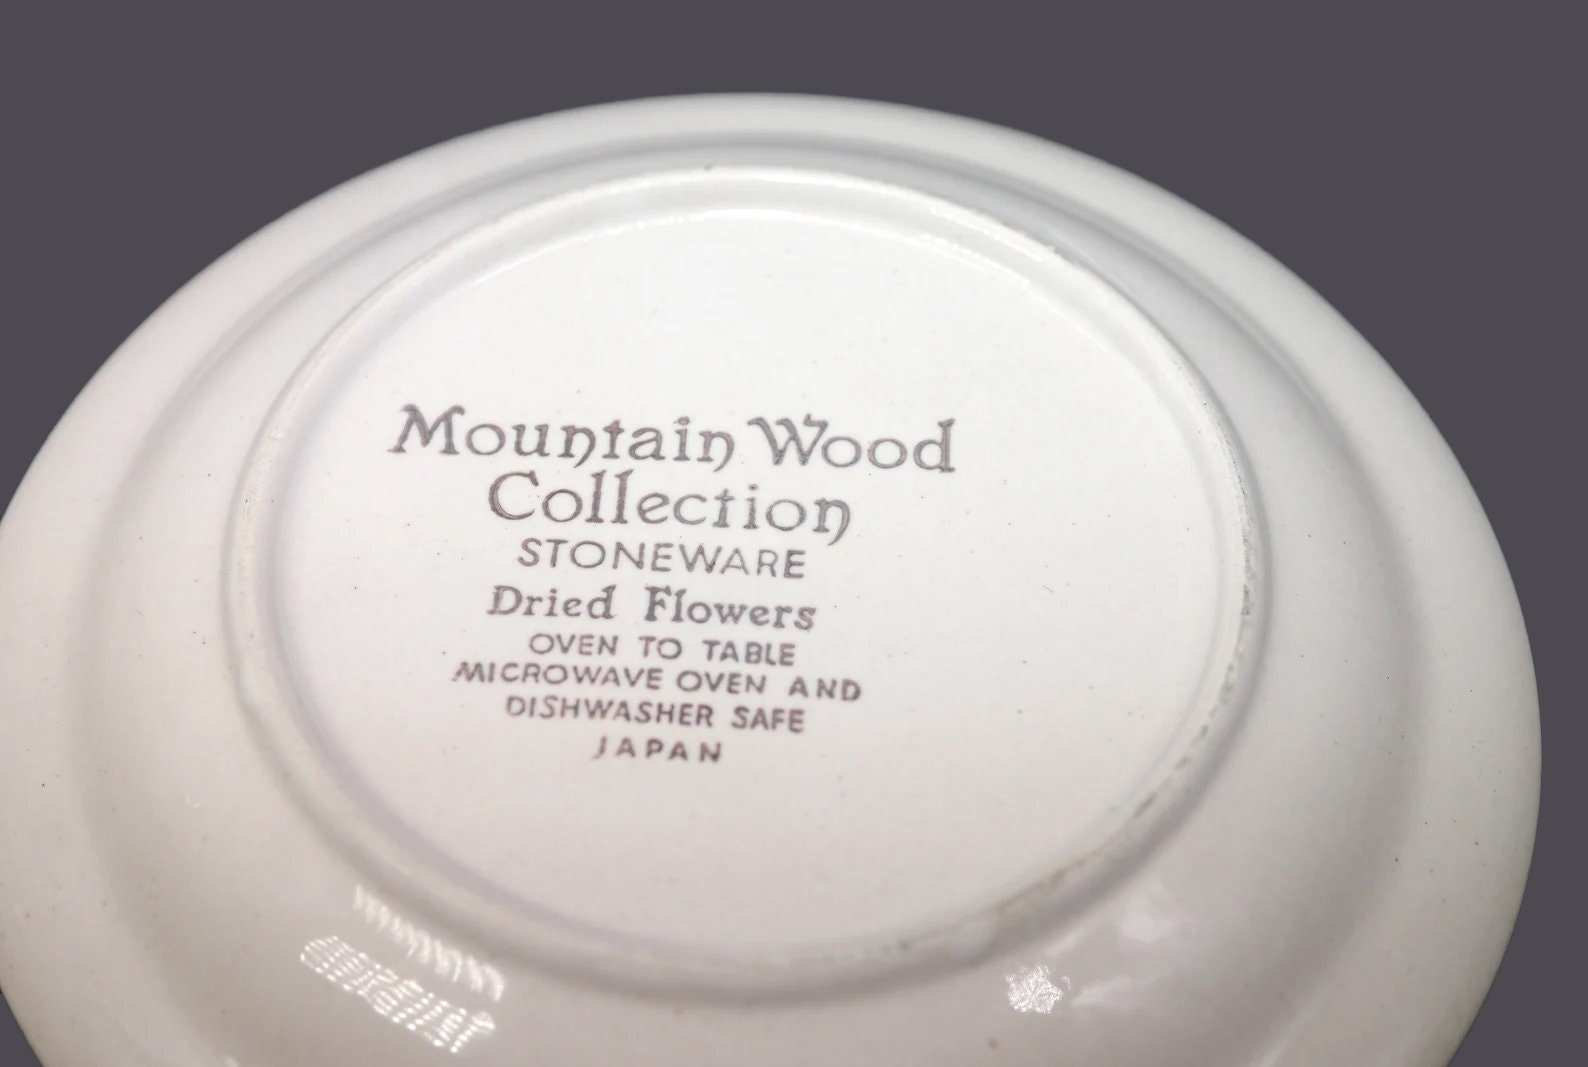 Mountain Wood
Collection
STONEWARE
Dried Flowers
OVEN TO TABLE
MICROWAVE OVEN AND
DISHWASHER SAFE
JAPAN